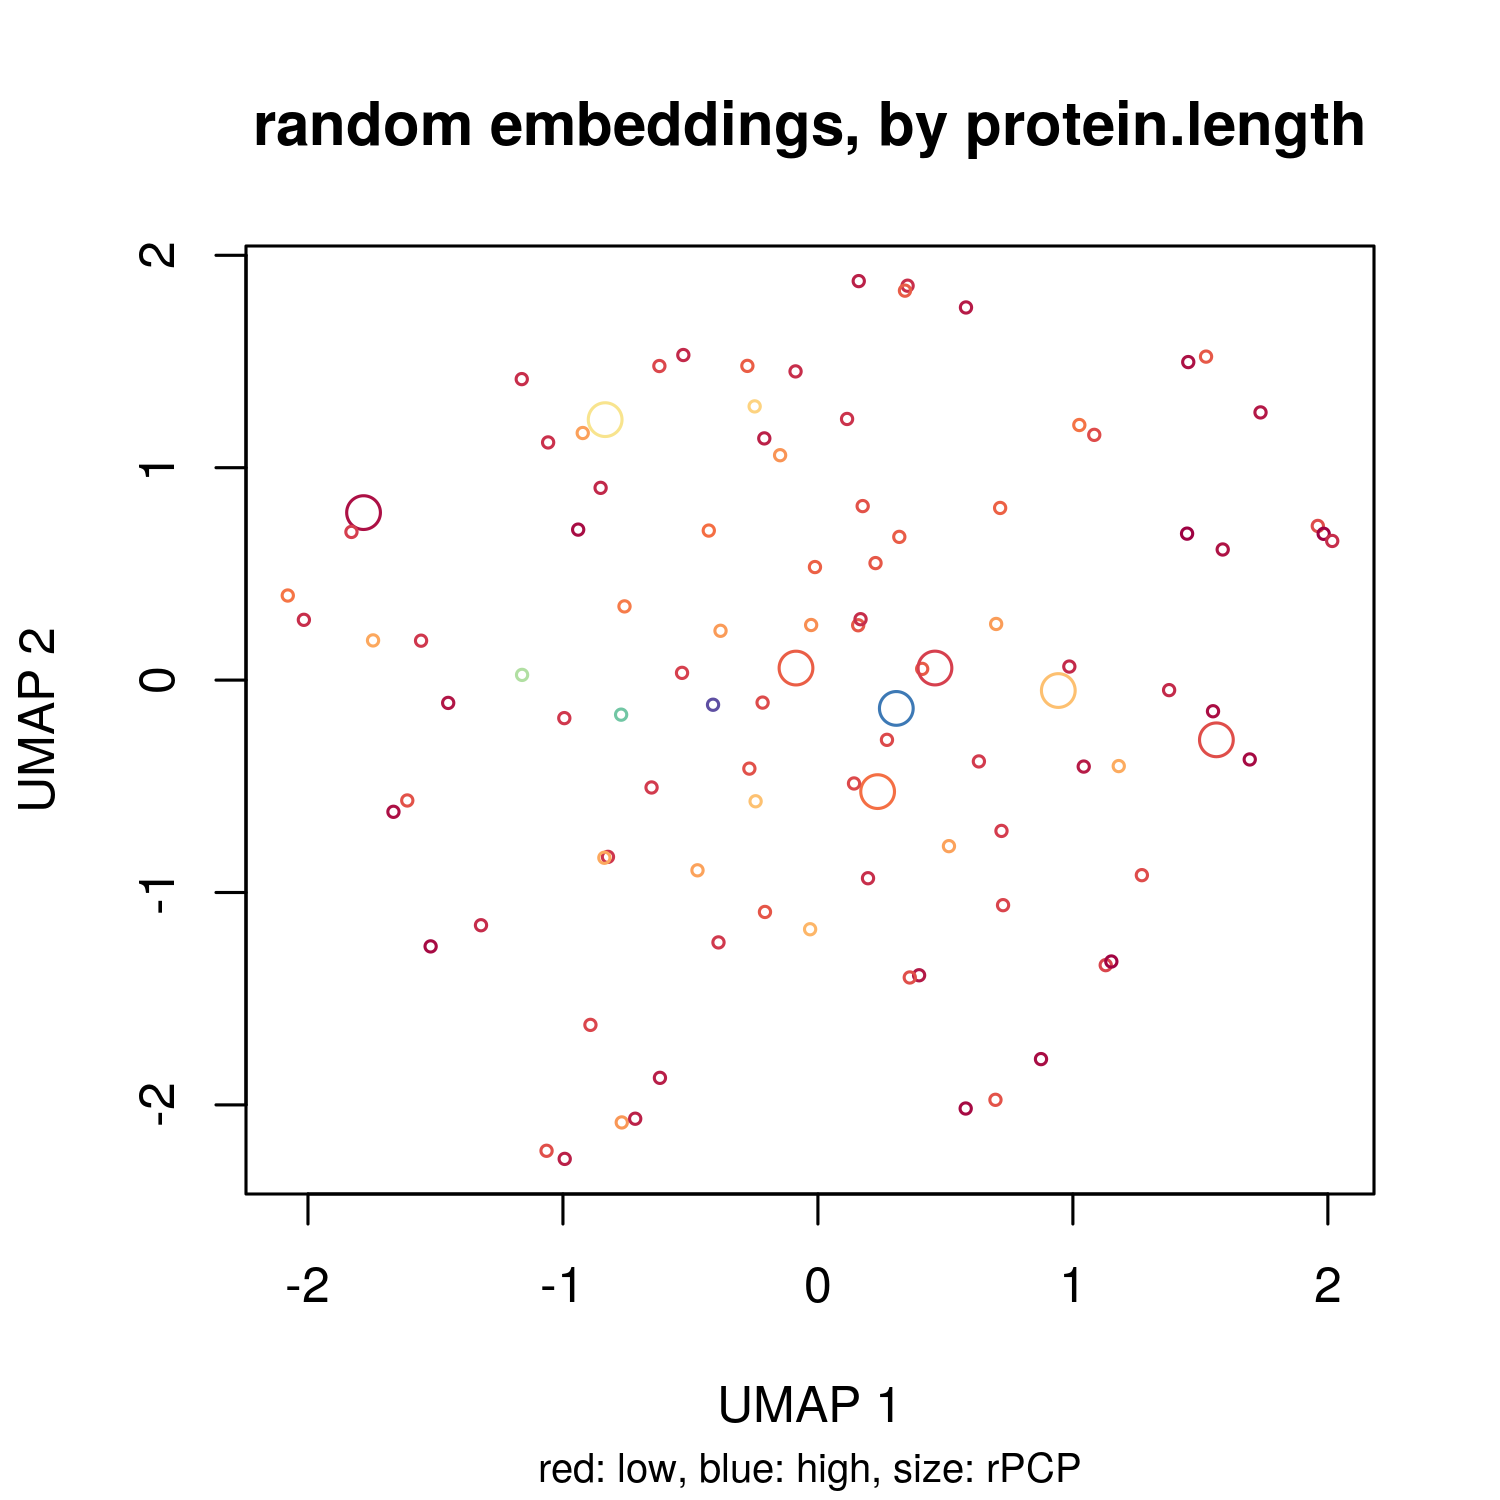 random embeddings, by protein.length
UMAP 2
2
1
0
-1
-2
-2 -1 0 1 2
UMAP 1
red: low, blue: high, size: rPCP